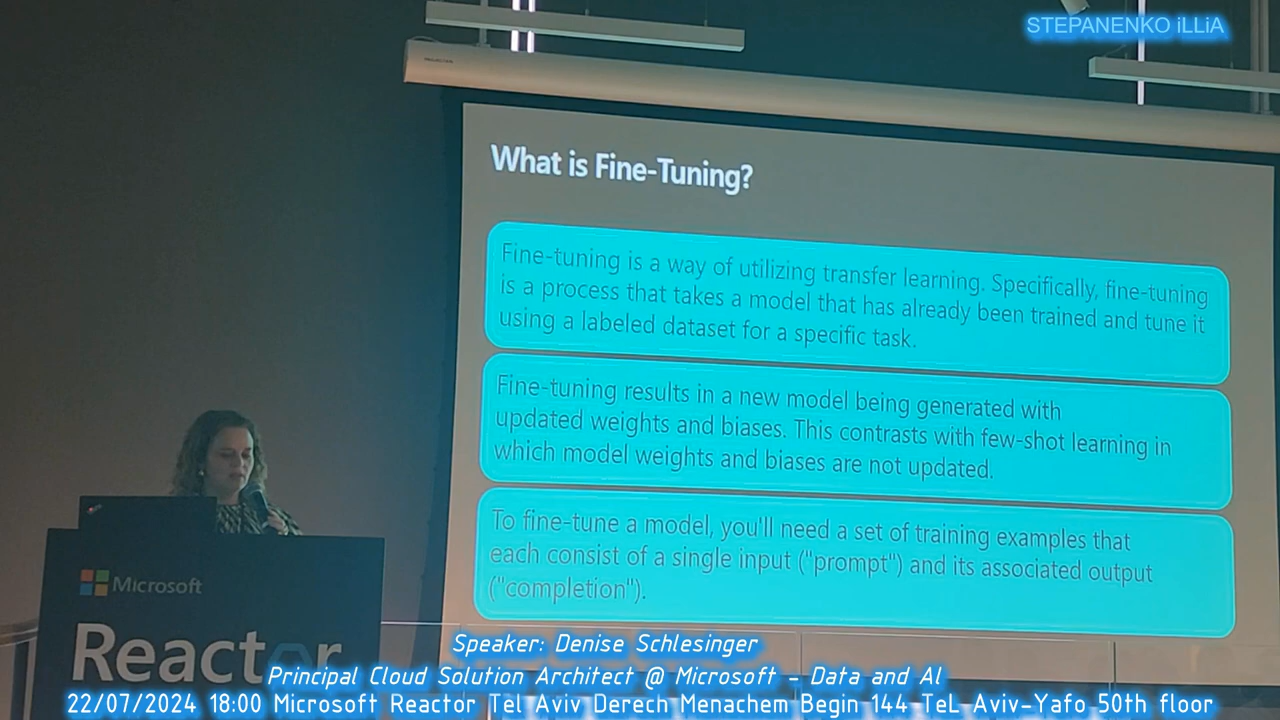 STEPANENKO iLLiA
What is Fine-Tuning?
Fine-tuning is a way of utilizing transfer learning. Specifically, fine-tuning
is a process that takes a model that has already been trained and tune it
using a labeled dataset for a specific task.
Fine-tuning results in a new model being generated with
updated weights and biases. This contrasts with few-shot learning in
which model weights and biases are not updated.
To fine-tune a model, you'll need a set of training examples that
each consist of a single input ("prompt") and its associated output
("completion").
Microsoft
Reactor
Speaker: Denise Schlesinger
Principal Cloud Solution Architect @ Microsoft - Data and AI
22/07/2024 18:00 Microsoft Reactor Tel Aviv Derech Menachem Begin 144 TeL Aviv-Yafo 50th floor